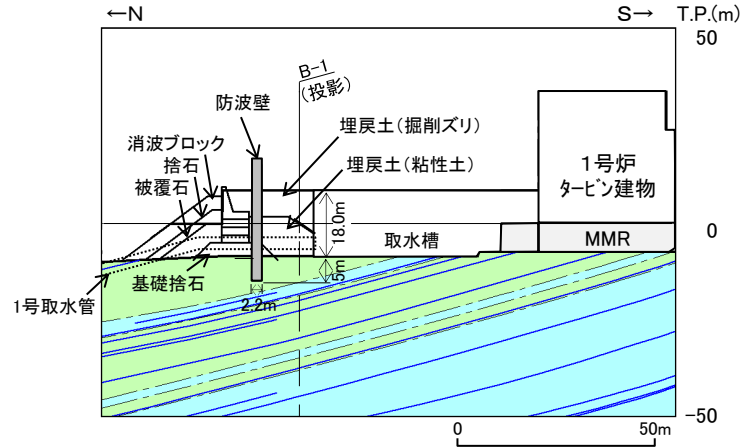 ←N
S→
T.P.(m)
50
B-1
(投影)
防波壁
消波ブロック
捨石
被覆石
埋戻土(掘削ズリ)
埋戻土(粘性土)
1号炉
タービン建物
0
18.0m
取水槽
MMR
5m
基礎捨石
1号取水管
2.2m
-50
0
50m